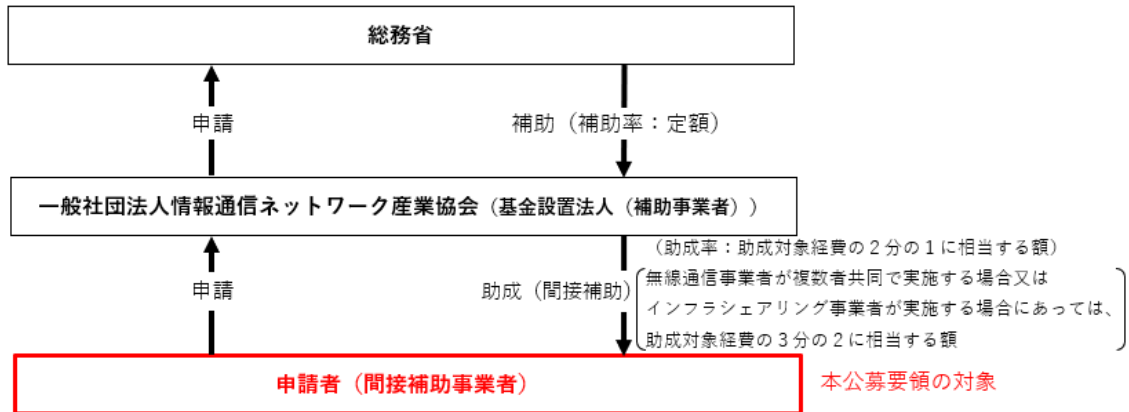 総務省
申請
補助（補助率：定額）
一般社団法人情報通信ネットワーク産業協会（基金設置法人（補助事業者））
（助成率：助成対象経費の２分の１に相当する額）
申請
助成（間接補助）
無線通信事業者が複数者共同で実施する場合又は
インフラシェアリング事業者が実施する場合にあっては、
助成対象経費の３分の２に相当する額
申請者（間接補助事業者）
本公募要領の対象